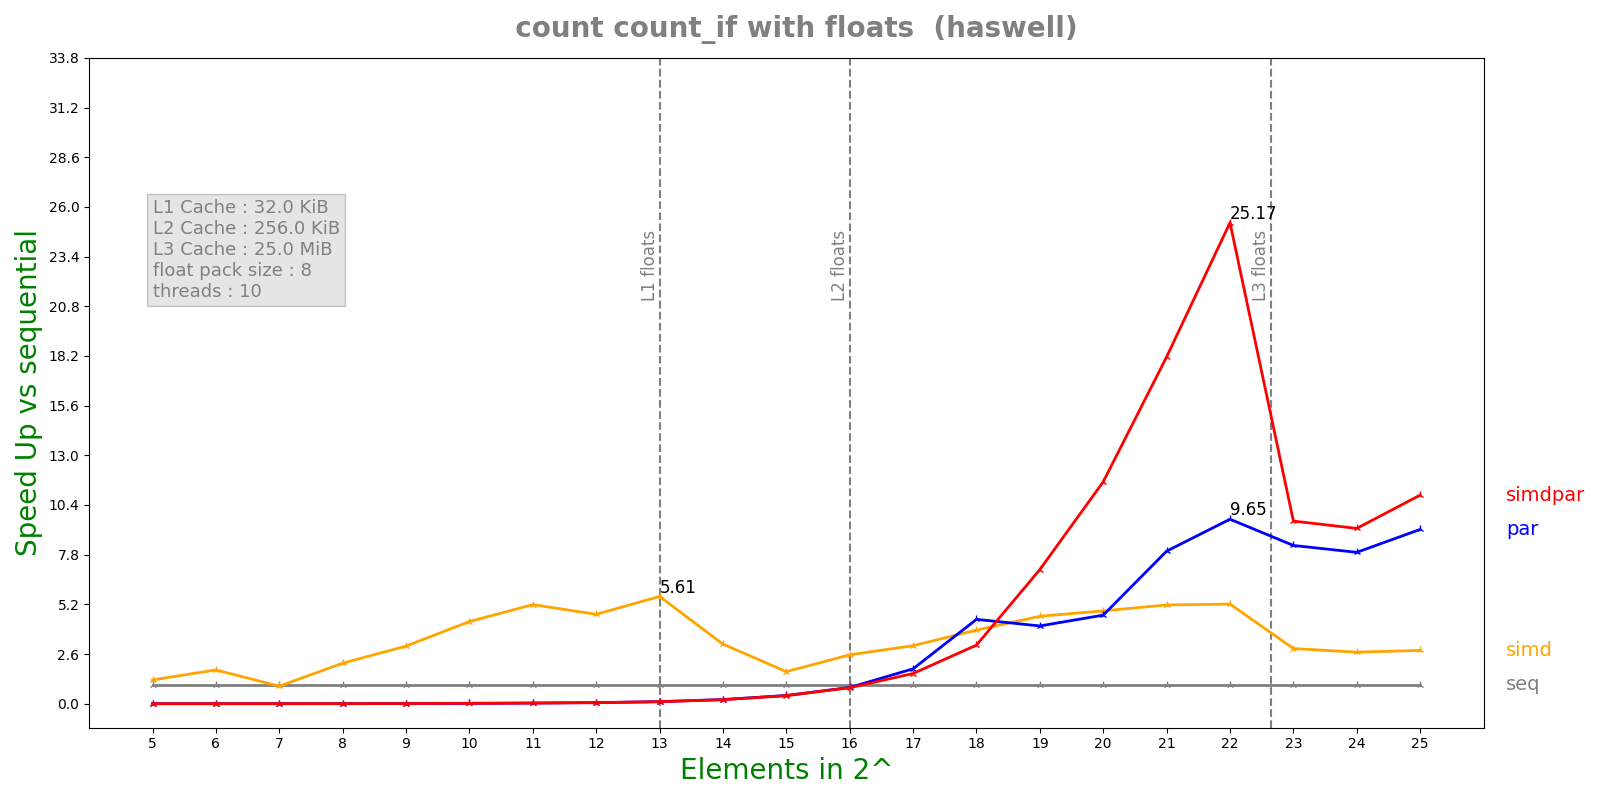 count count_if with floats  (haswell)
Speed Up vs sequential
33.8
31.2
28.6
26.0
23.4
20.8
18.2
15.6
13.0
10.4
7.8
5.2
2.6
0.0
L1 Cache : 32.0 KiB
L2 Cache : 256.0 KiB
L3 Cache : 25.0 MiB
float pack size : 8
threads : 10
L1 floats
L2 floats
L3 floats
25.17
9.65
5.61
simdpar
par
simd
seq
5 6 7 8 9 10 11 12 13 14 15 16 17 18 19 20 21 22 23 24 25
Elements in 2^